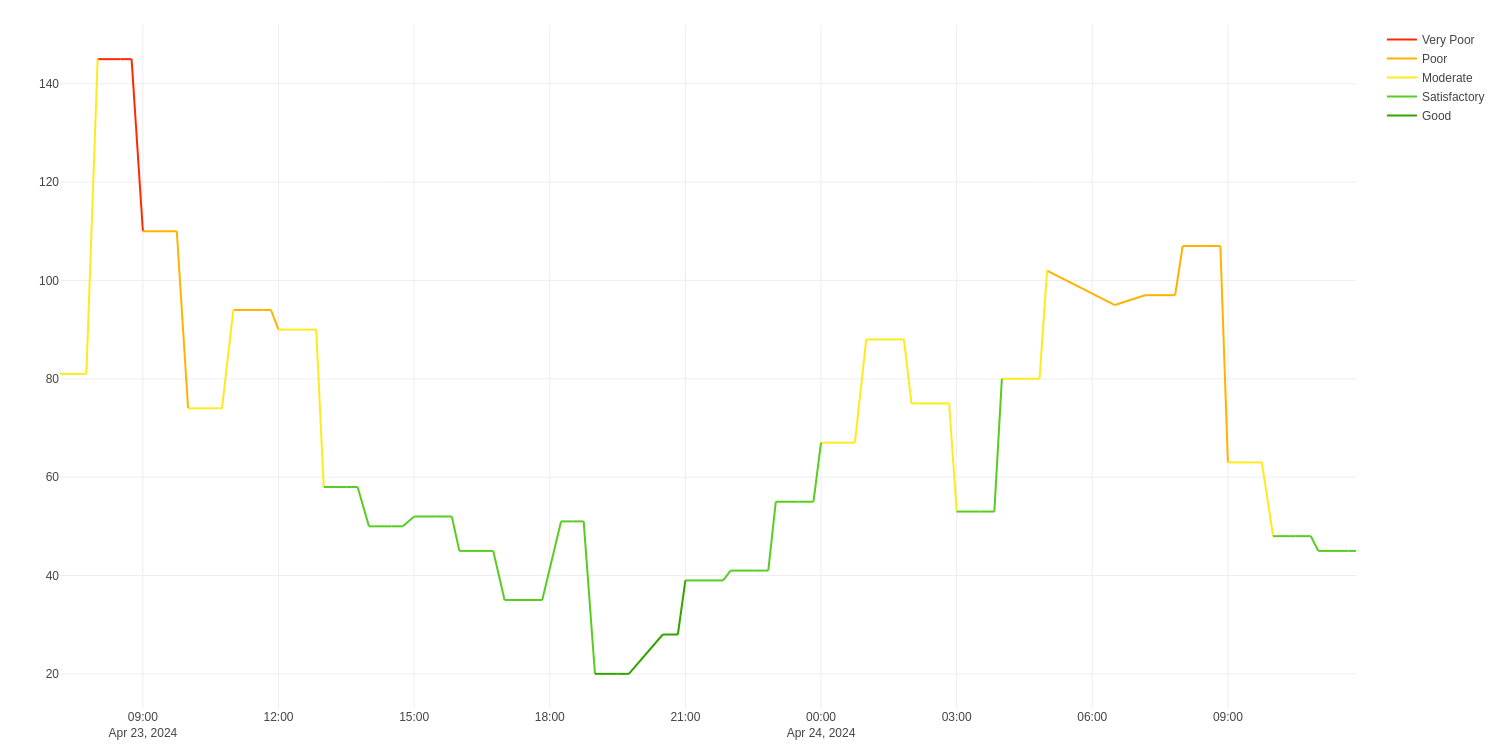 140
120
100
80
60
40
20
09:00
Apr 23, 2024
12:00
15:00
18:00
21:00
00:00
Apr 24, 2024
03:00
06:00
09:00
Very Poor
Poor
Moderate
Satisfactory
Good